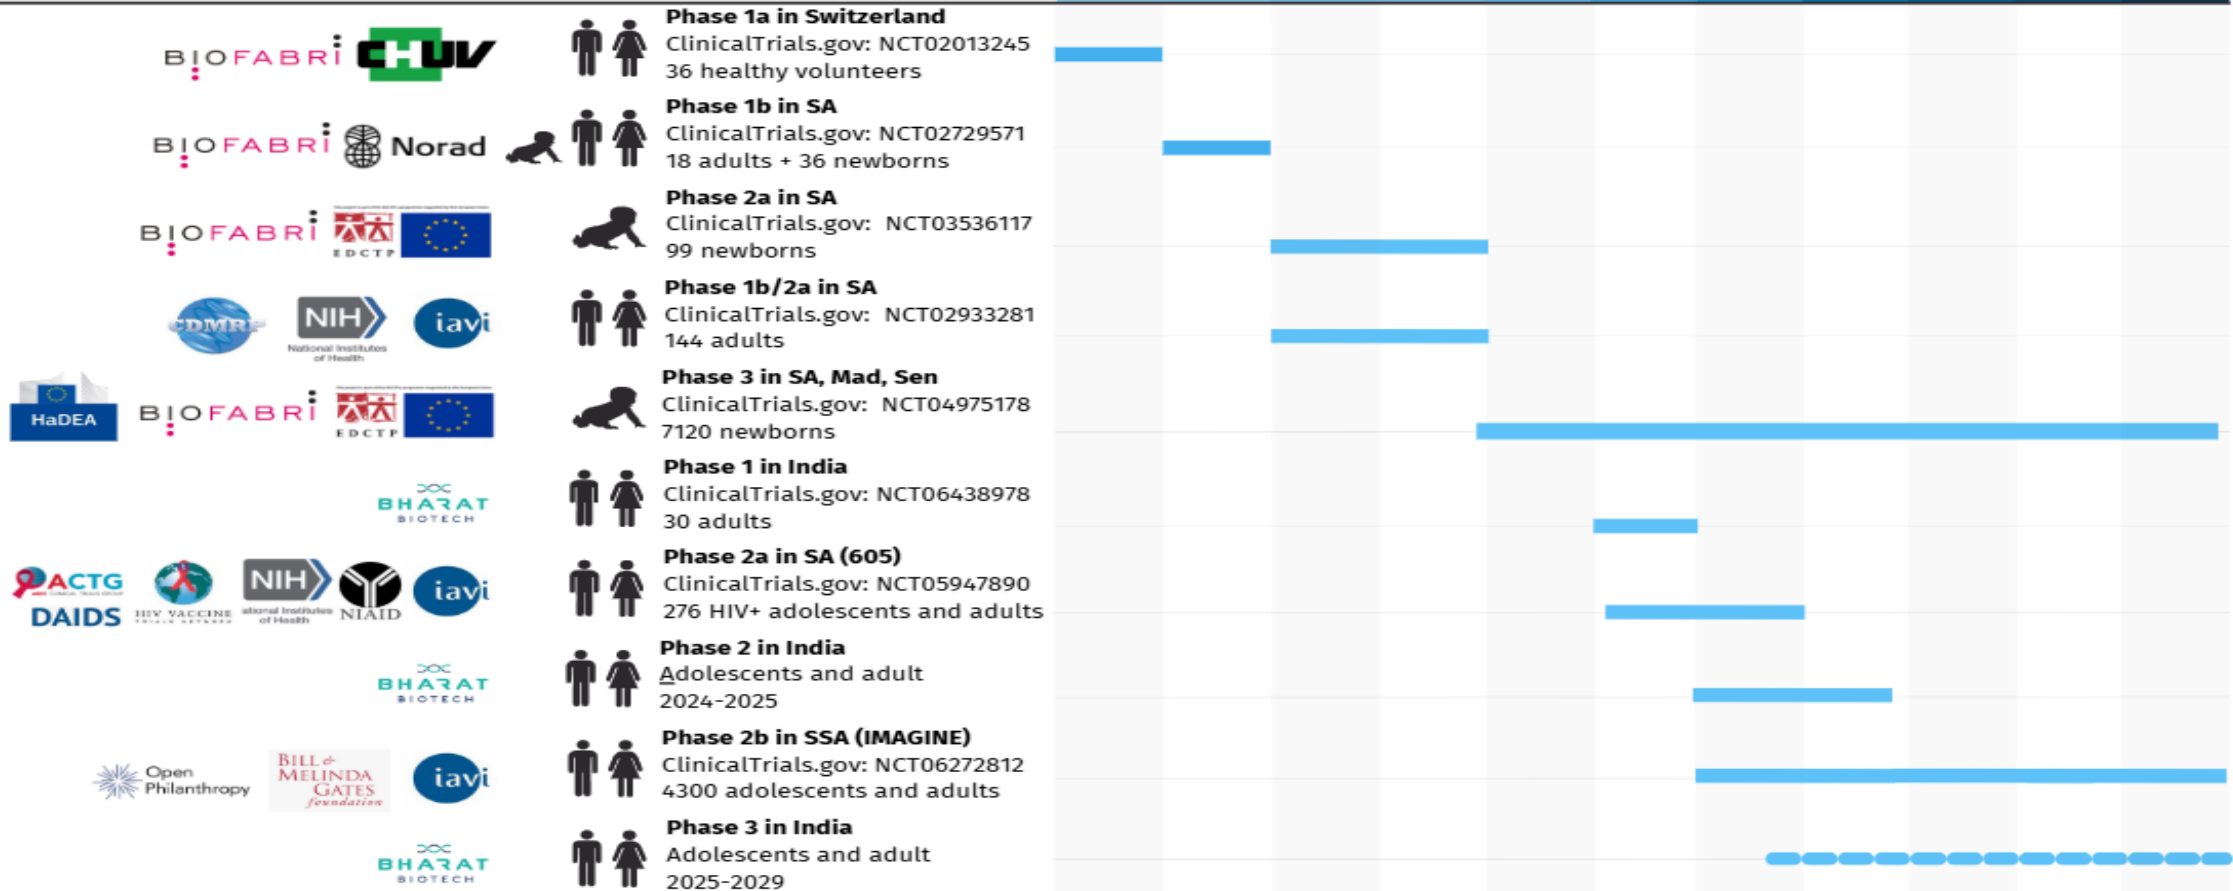 BIOFABRI CHUV
Phase 1a in Switzerland
ClinicalTrials.gov: NCT02013245
36 healthy volunteers
BIOFABRI Norad
Phase 1b in SA
ClinicalTrials.gov: NCT02729571
18 adults + 36 newborns
BIOFABRI EDCTP
Phase 2a in SA
ClinicalTrials.gov: NCT03536117
99 newborns
CDMRP NIH iavi
National Institutes
of Health
Phase 1b/2a in SA
ClinicalTrials.gov: NCT02933281
144 adults
HaDEA BIOFABRI EDCTP
Phase 3 in SA, Mad, Sen
ClinicalTrials.gov: NCT04975178
7120 newborns
BHARAT
BIOTECH
Phase 1 in India
ClinicalTrials.gov: NCT06438978
30 adults
ACTG NIH iavi
DAIDS HIV VACCINE ational Institutes NIAID
of Health
Phase 2a in SA (605)
ClinicalTrials.gov: NCT05947890
276 HIV+ adolescents and adults
BHARAT
BIOTECH
Phase 2 in India
Adolescents and adult
2024-2025
Open
Philanthropy
BILL &
MELINDA
GATES
foundation
iavi
Phase 2b in SSA (IMAGINE)
ClinicalTrials.gov: NCT06272812
4300 adolescents and adults
BHARAT
BIOTECH
Phase 3 in India
Adolescents and adult
2025-2029